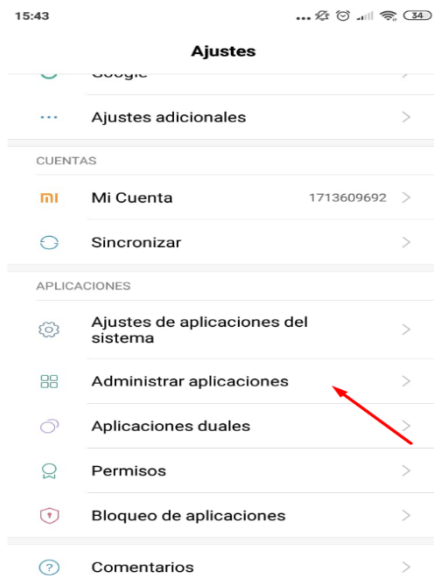 15:43
34
Ajustes
Google
Ajustes adicionales
CUENTAS
Mi Cuenta 1713609692
Sincronizar
APLICACIONES
Ajustes de aplicaciones del
sistema
Administrar aplicaciones
Aplicaciones duales
Permisos
Bloqueo de aplicaciones
Comentarios